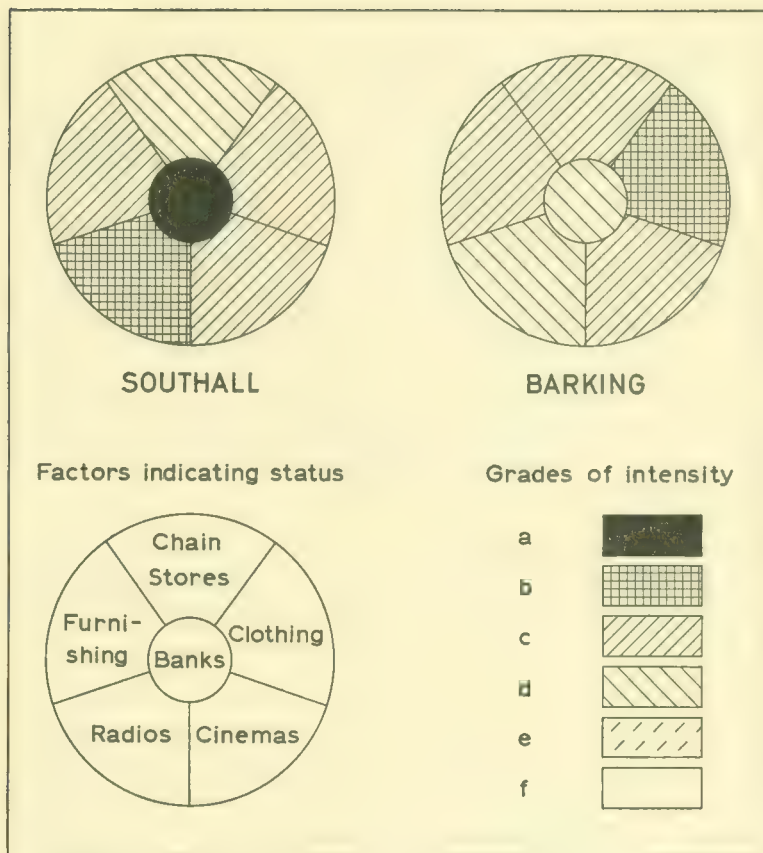 SOUTHALL
BARKING
Factors indicating status
Chain
Stores
Furni-
shing
Clothing
Banks
Radios
Cinemas
Grades of intensity
a
b
c
d
e
f